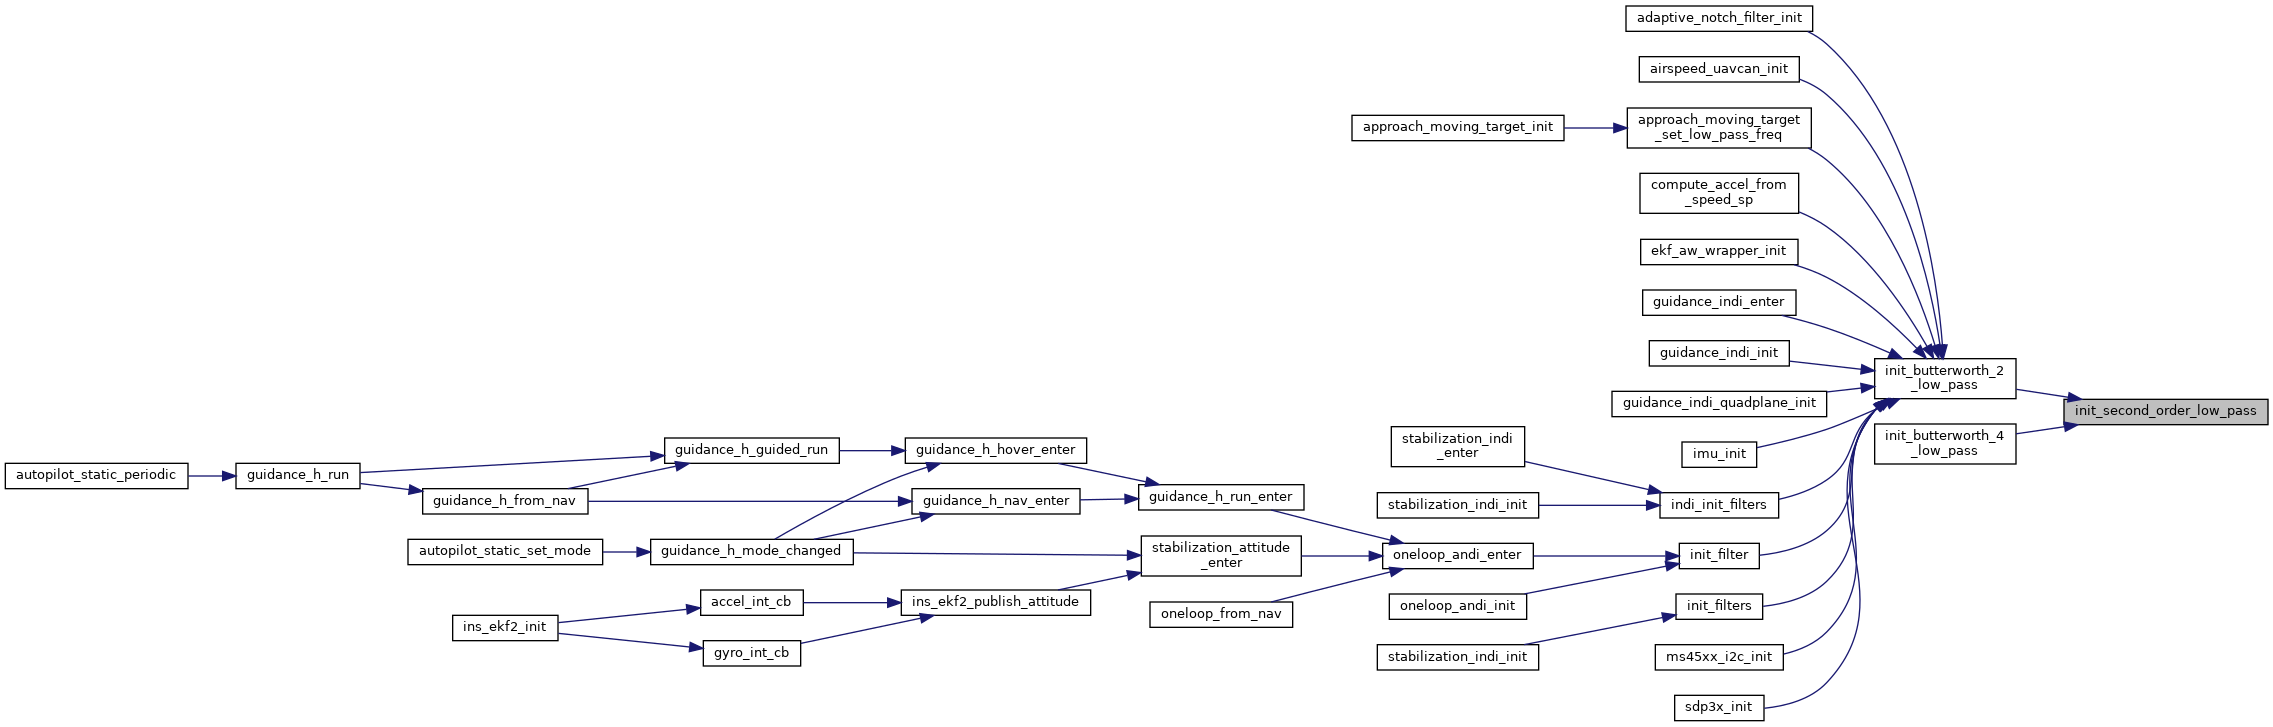 adaptive_notch_filter_init
airspeed_uavcan_init
approach_moving_target_init
approach_moving_target
_set_low_pass_freq
compute_accel_from
_speed_sp
ekf_aw_wrapper_init
guidance_indi_enter
guidance_indi_init
init_butterworth_2
_low_pass
guidance_indi_quadplane_init
init_second_order_low_pass
init_butterworth_4
_low_pass
imu_init
stabilization_indi
_enter
guidance_h_guided_run
guidance_h_hover_enter
autopilot_static_periodic
guidance_h_run
guidance_h_from_nav
guidance_h_nav_enter
guidance_h_run_enter
stabilization_indi_init
indi_init_filters
autopilot_static_set_mode
guidance_h_mode_changed
stabilization_attitude
_enter
oneloop_andi_enter
init_filter
accel_int_cb
ins_ekf2_publish_attitude
oneloop_from_nav
oneloop_andi_init
init_filters
ins_ekf2_init
gyro_int_cb
stabilization_indi_init
ms45xx_i2c_init
sdp3x_init